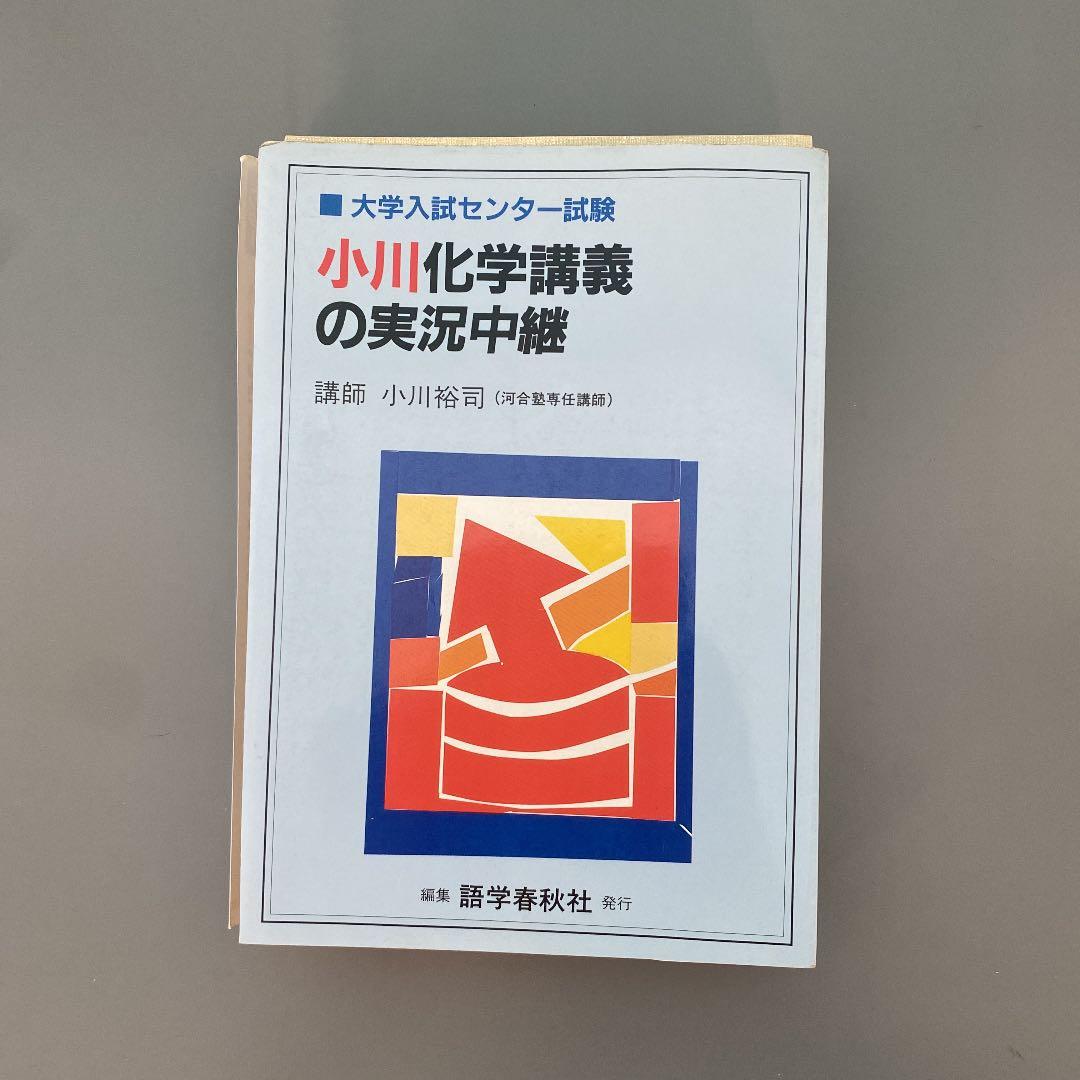 ■ 大学入試センター試験
小川化学講義
の実況中継
講師 小川裕司（河合塾専任講師）
編集 語学春秋社 発行